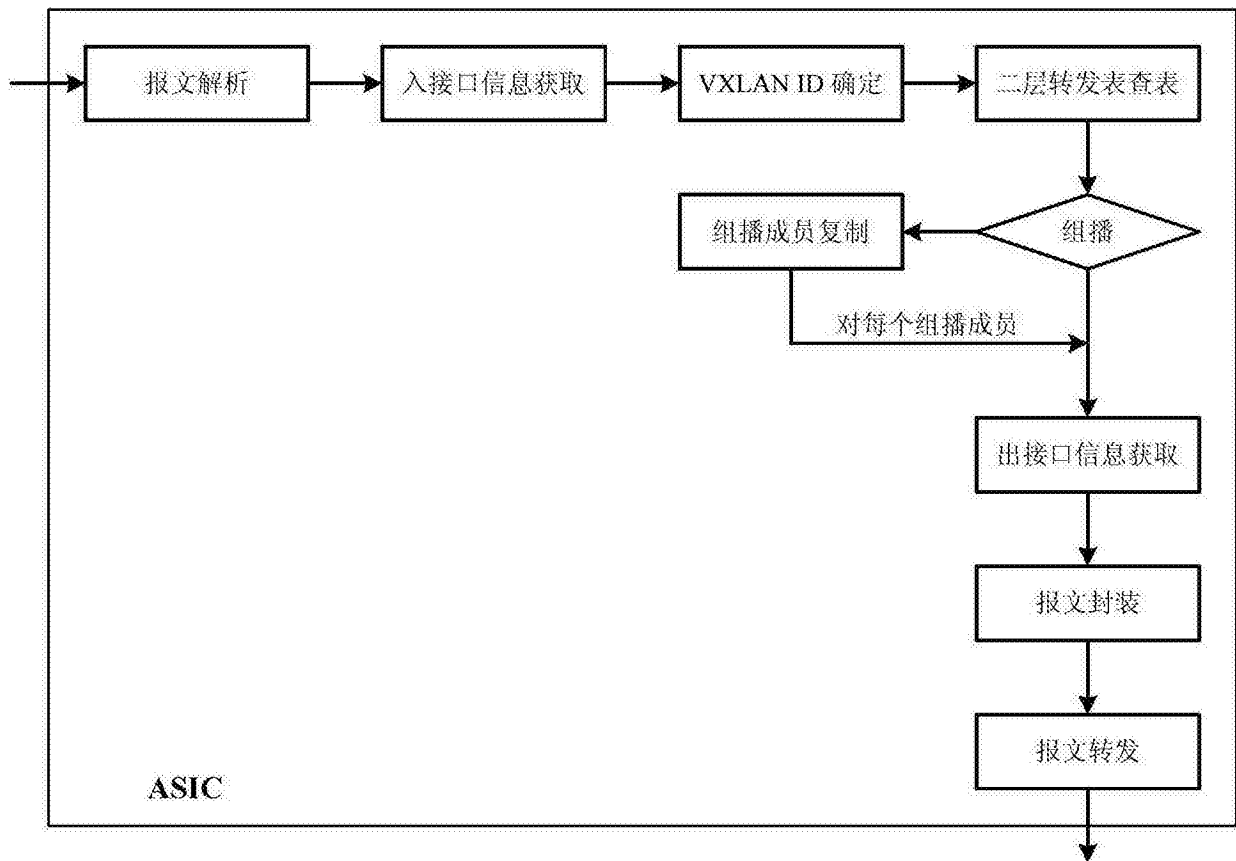 报文解析
入接口信息获取
VXLAN ID 确定
二层转发表查表
组播成员复制
组播
对每个组播成员
出接口信息获取
报文封装
报文转发
ASIC